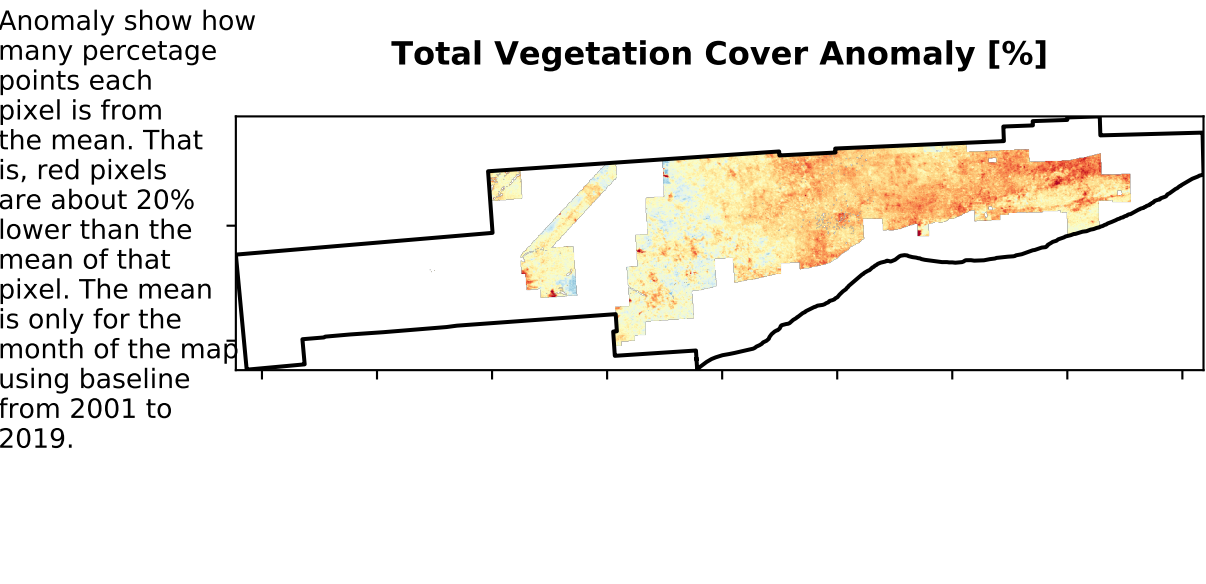 Anomaly show how
many percetage
points each
pixel is from
the mean. That
is, red pixels
are about 20%
lower than the
mean of that
pixel. The mean
is only for the
month of the map
using baseline
from 2001 to
2019.
Total Vegetation Cover Anomaly [%]